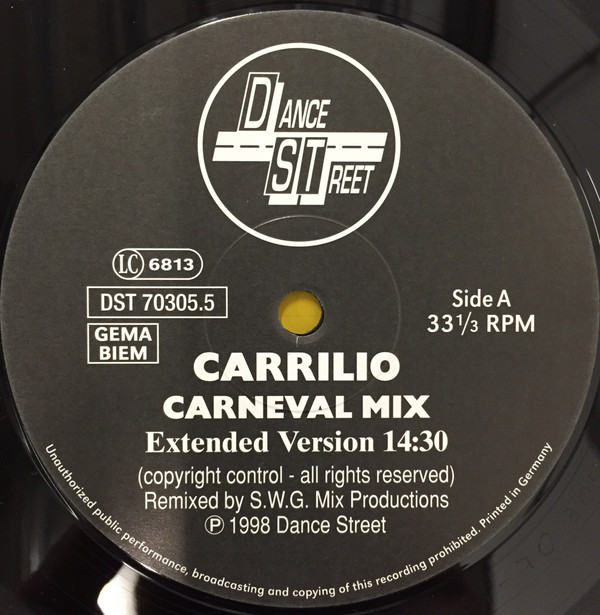 DANCE
STREET
LC 6813
DST 70305.5
GEMA
BIEM
Side A
33 1/3 RPM
CARRILIO
CARNEVAL MIX
Extended Version 14:30
(copyright control - all rights reserved)
Remixed by S.W.G. Mix Productions
℗ 1998 Dance Street
Unauthorized public performance, broadcasting and copying of this recording prohibited. Printed in Germany